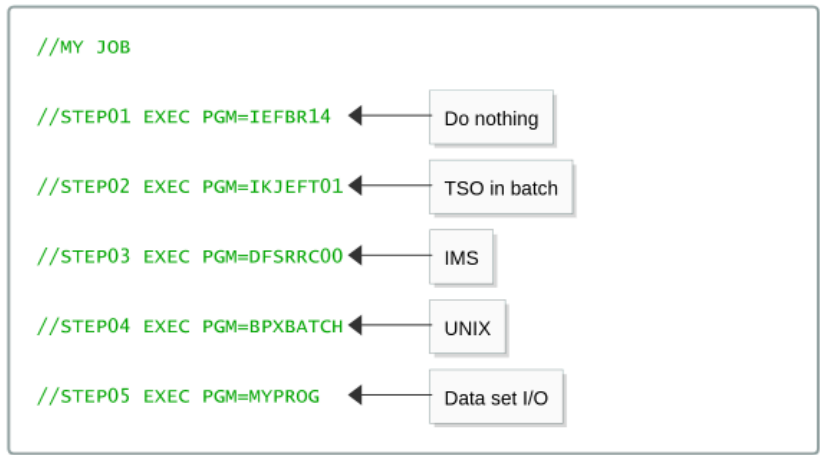 //MY JOB
//STEP01 EXEC PGM=IEFBR14 Do nothing
//STEP02 EXEC PGM=IKJEFT01 TSO in batch
//STEP03 EXEC PGM=DFSRRC00 IMS
//STEP04 EXEC PGM=BPXBATCH UNIX
//STEP05 EXEC PGM=MYPROG Data set I/O